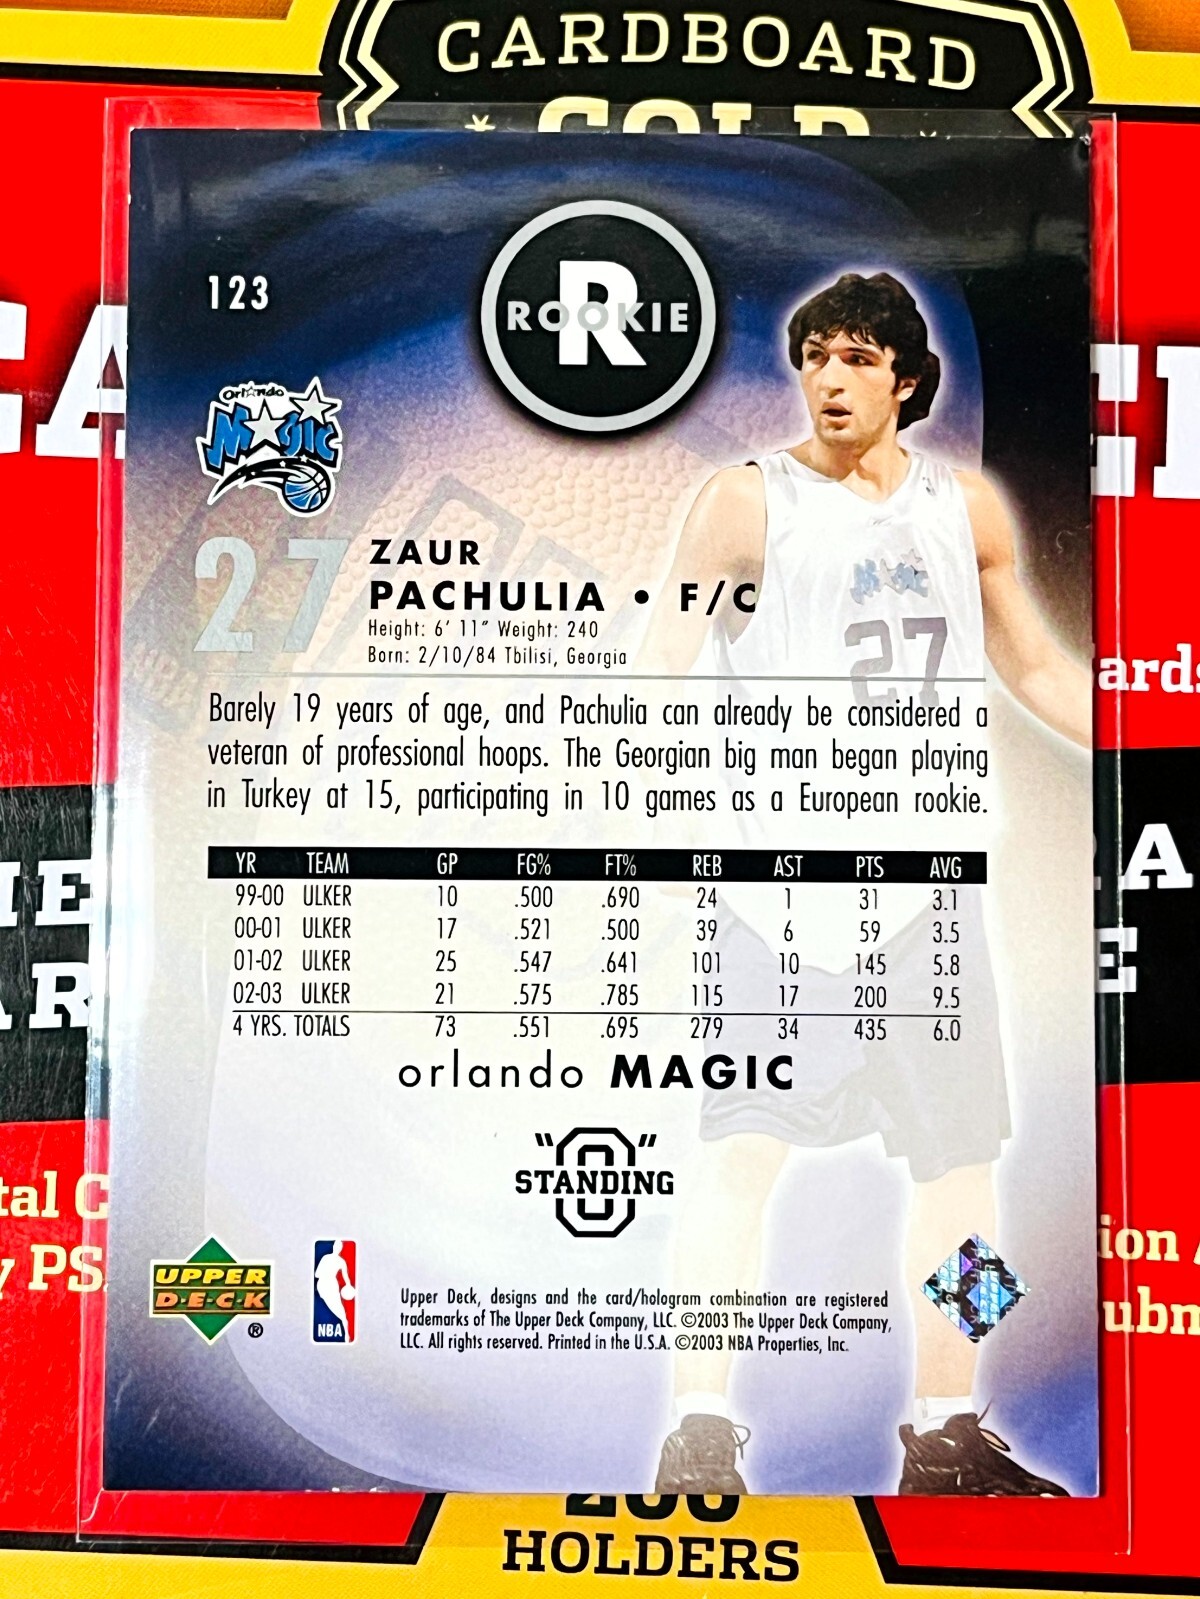 CARDBOARD
GOLD
123
R
ROOKIE
Orlando
Magic
27
ZAUR
PACHULIA • F/C
Height: 6' 11" Weight: 240
Born: 2/10/84 Tbilisi, Georgia
Magic
27
Barely 19 years of age, and Pachulia can already be considered a
veteran of professional hoops. The Georgian big man began playing
in Turkey at 15, participating in 10 games as a European rookie.
YR TEAM GP FG% FT% REB AST PTS AVG
99-00 ULKER 10 .500 .690 24 1 31 3.1
00-01 ULKER 17 .521 .500 39 6 59 3.5
01-02 ULKER 25 .547 .641 101 10 145 5.8
02-03 ULKER 21 .575 .785 115 17 200 9.5
4 YRS. TOTALS 73 .551 .695 279 34 435 6.0
orlando MAGIC
"O"
STANDING
UPPER
DECK
®
NBA
Upper Deck, designs and the card/hologram combination are registered
trademarks of The Upper Deck Company, LLC. ©2003 The Upper Deck Company,
LLC. All rights reserved. Printed in the U.S.A. ©2003 NBA Properties, Inc.
200
HOLDERS